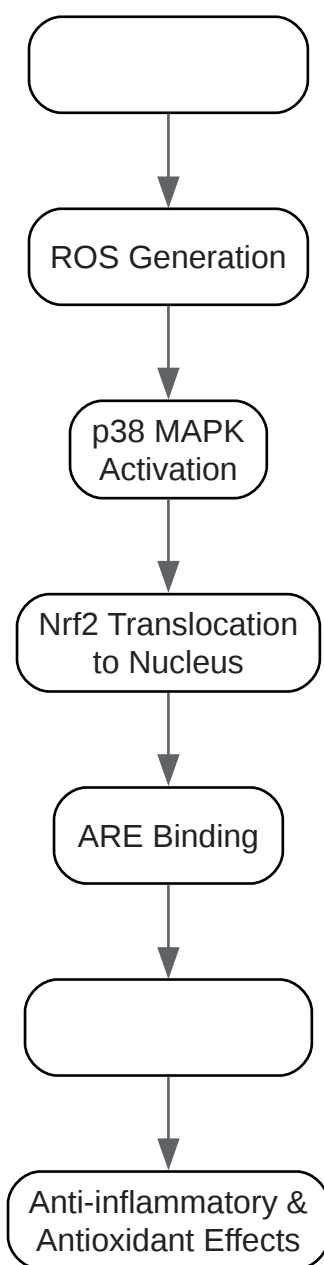 ROS Generation
p38 MAPK
Activation
Nrf2 Translocation
to Nucleus
ARE Binding
Anti-inflammatory &
Antioxidant Effects